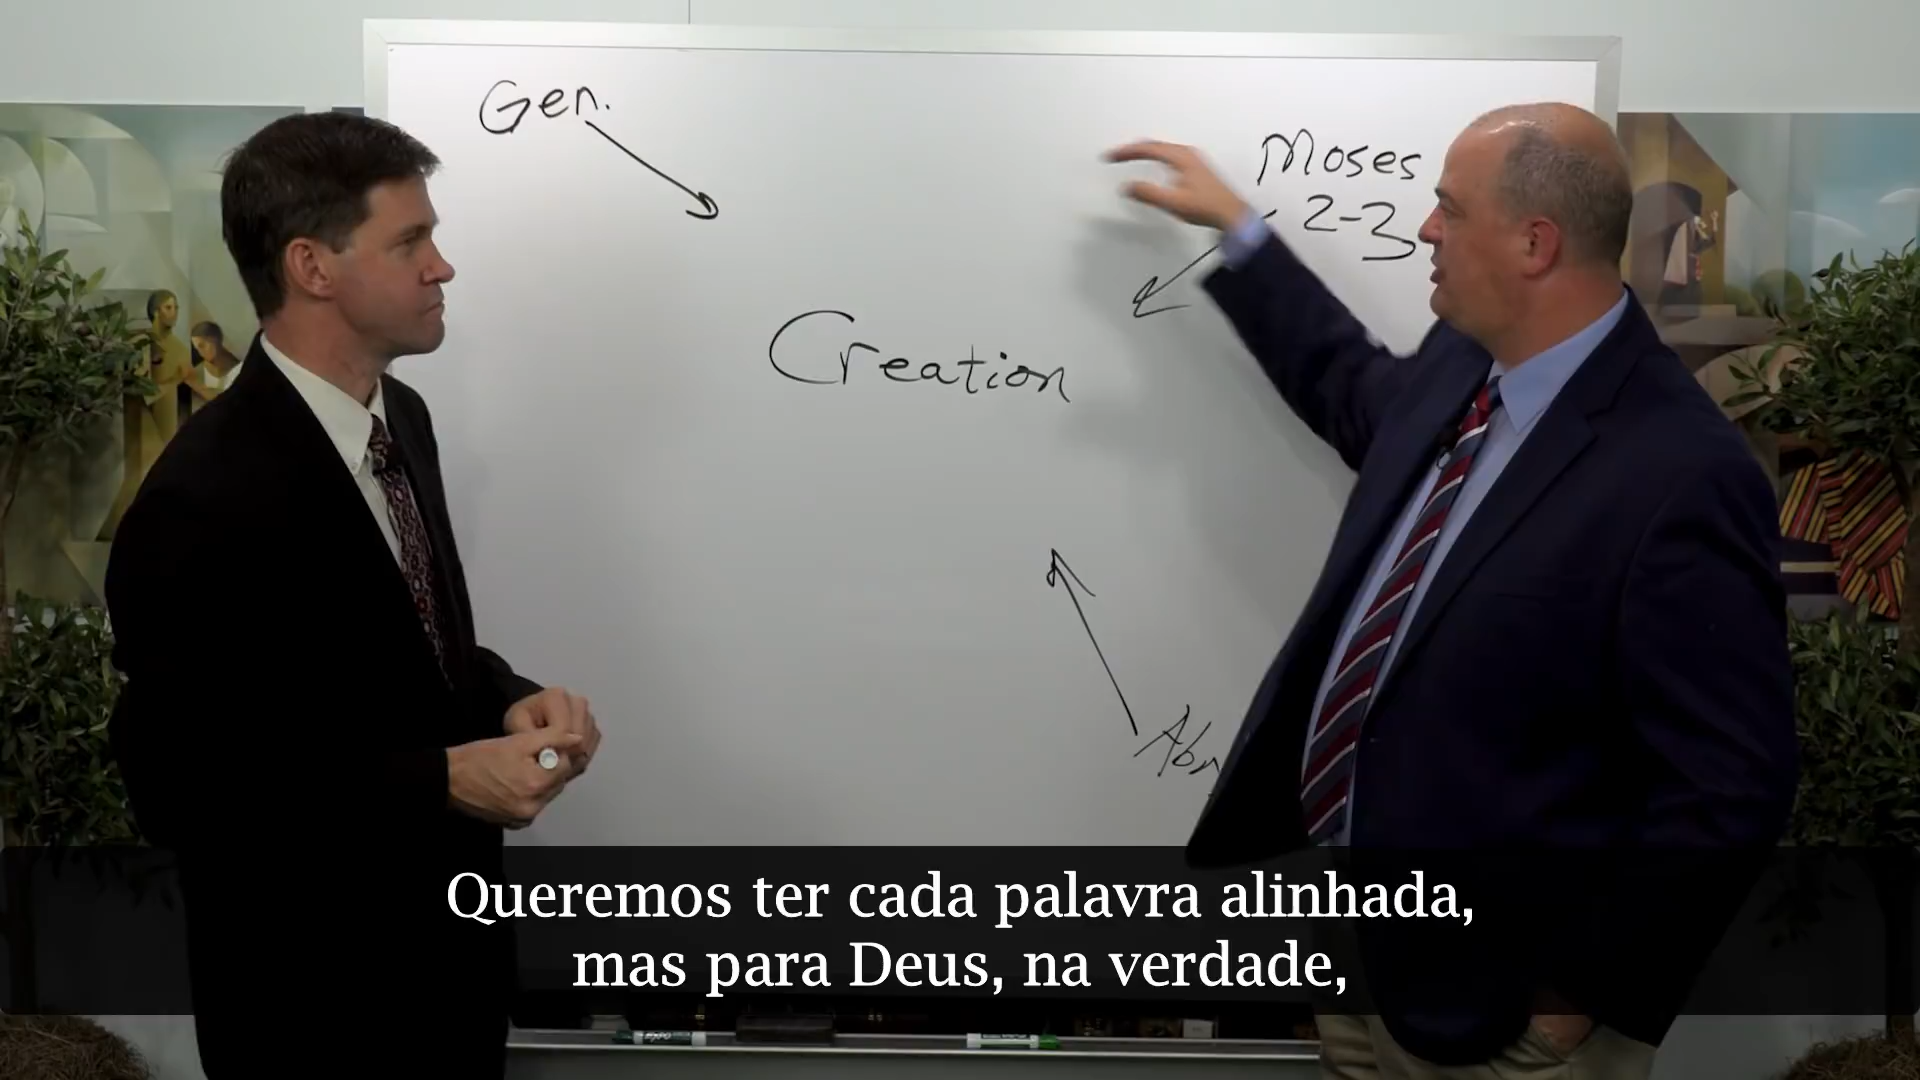 Gen.
Moses
2-3
Creation
Queremos ter cada palavra alinhada,
mas para Deus, na verdade,